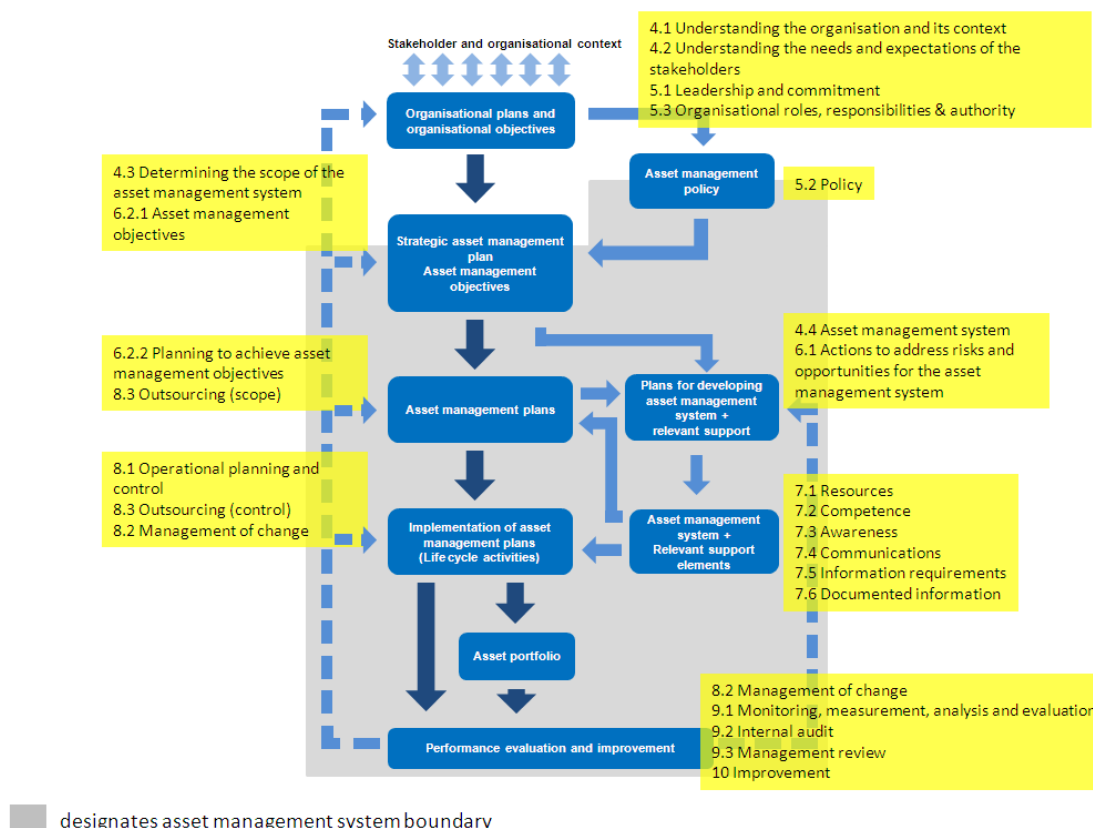 Stakeholder and organisational context
4.1 Understanding the organisation and its context
4.2 Understanding the needs and expectations of the
stakeholders
5.1 Leadership and commitment
5.3 Organisational roles, responsibilities & authority
Organisational plans and
organisational objectives
Asset management
policy
5.2 Policy
4.3 Determining the scope of the
asset management system
6.2.1 Asset management
objectives
Strategic asset management
plan
Asset management
objectives
4.4 Asset management system
6.1 Actions to address risks and
opportunities for the asset
management system
6.2.2 Planning to achieve asset
management objectives
8.3 Outsourcing (scope)
Asset management plans
Plans for developing
asset management
system +
relevant support
8.1 Operational planning and
control
8.3 Outsourcing (control)
8.2 Management of change
Implementation of asset
management plans
(Life cycle activities)
Asset management
system +
Relevant support
elements
7.1 Resources
7.2 Competence
7.3 Awareness
7.4 Communications
7.5 Information requirements
7.6 Documented information
Asset portfolio
8.2 Management of change
9.1 Monitoring, measurement, analysis and evaluation
9.2 Internal audit
9.3 Management review
10 Improvement
Performance evaluation and improvement
designates asset management system boundary